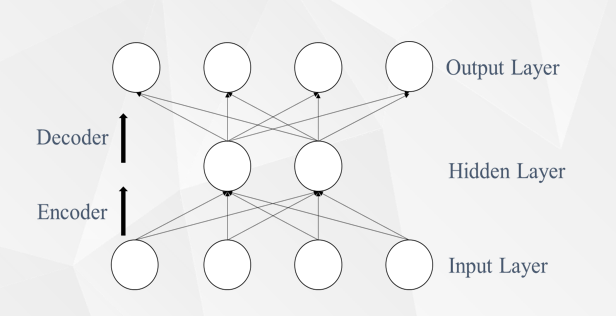 Output Layer
Decoder
Hidden Layer
Encoder
Input Layer